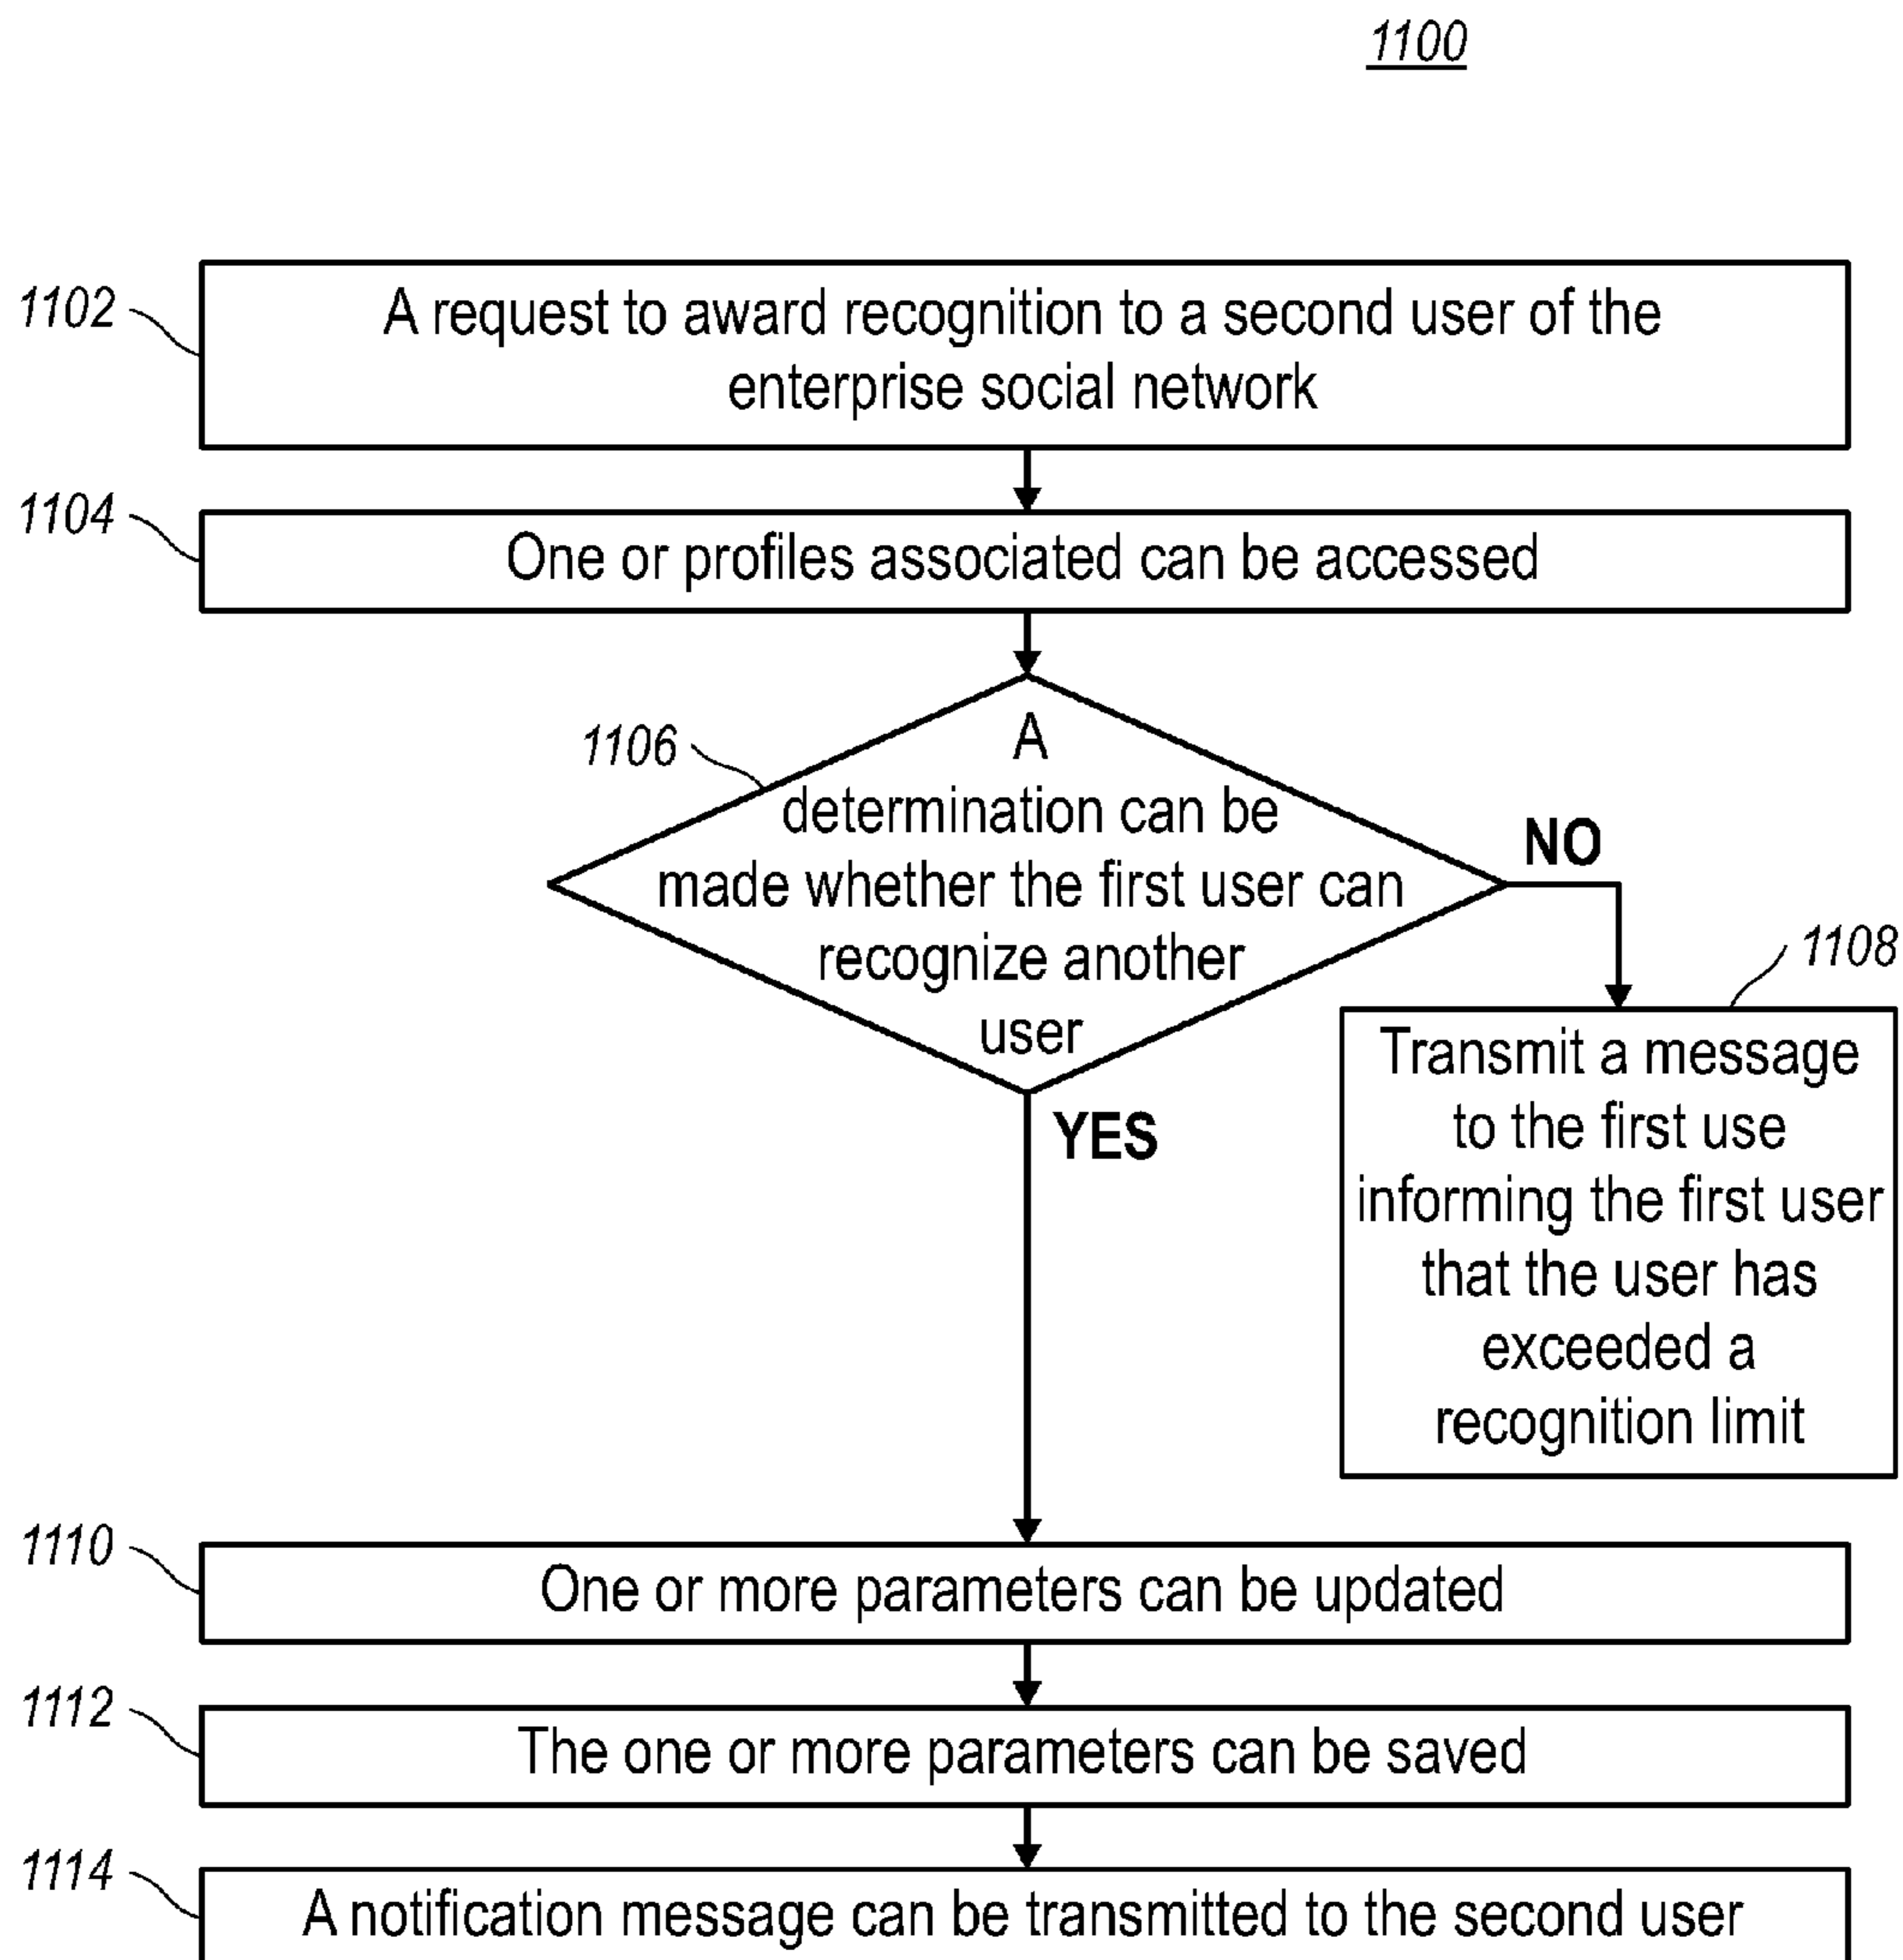 1100
1102
A request to award recognition to a second user of the
enterprise social network
1104
One or profiles associated can be accessed
1106
A
determination can be
made whether the first user can
recognize another
user
NO
1108
Transmit a message
to the first use
informing the first user
that the user has
exceeded a
recognition limit
YES
1110
One or more parameters can be updated
1112
The one or more parameters can be saved
1114
A notification message can be transmitted to the second user